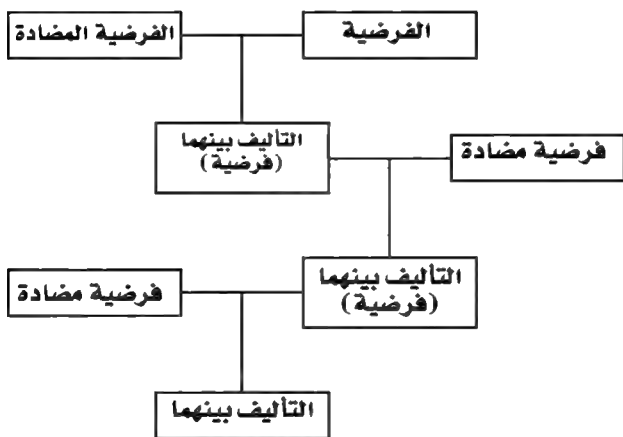 الفرضية
الفرضية المضادة
التأليف بينهما
(فرضية)
فرضية مضادة
التأليف بينهما
(فرضية)
فرضية مضادة
التأليف بينهما